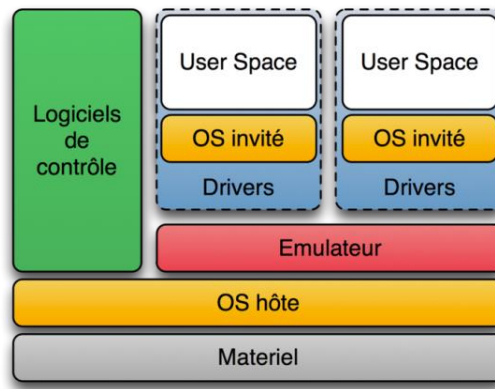 Logiciels
de
contrôle
User Space
OS invité
Drivers
User Space
OS invité
Drivers
Emulateur
OS hôte
Materiel